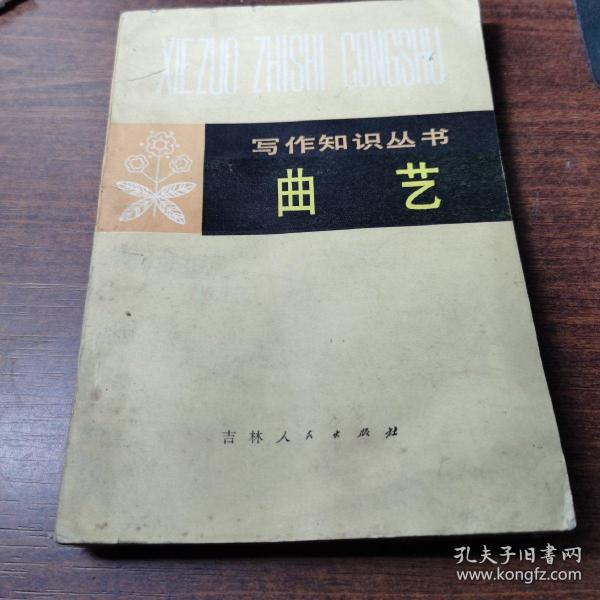 XIEZUO ZHISHI CONGSHU
写作知识丛书
曲艺
吉林人民出版社
孔夫子旧书网
www.kongfz.com